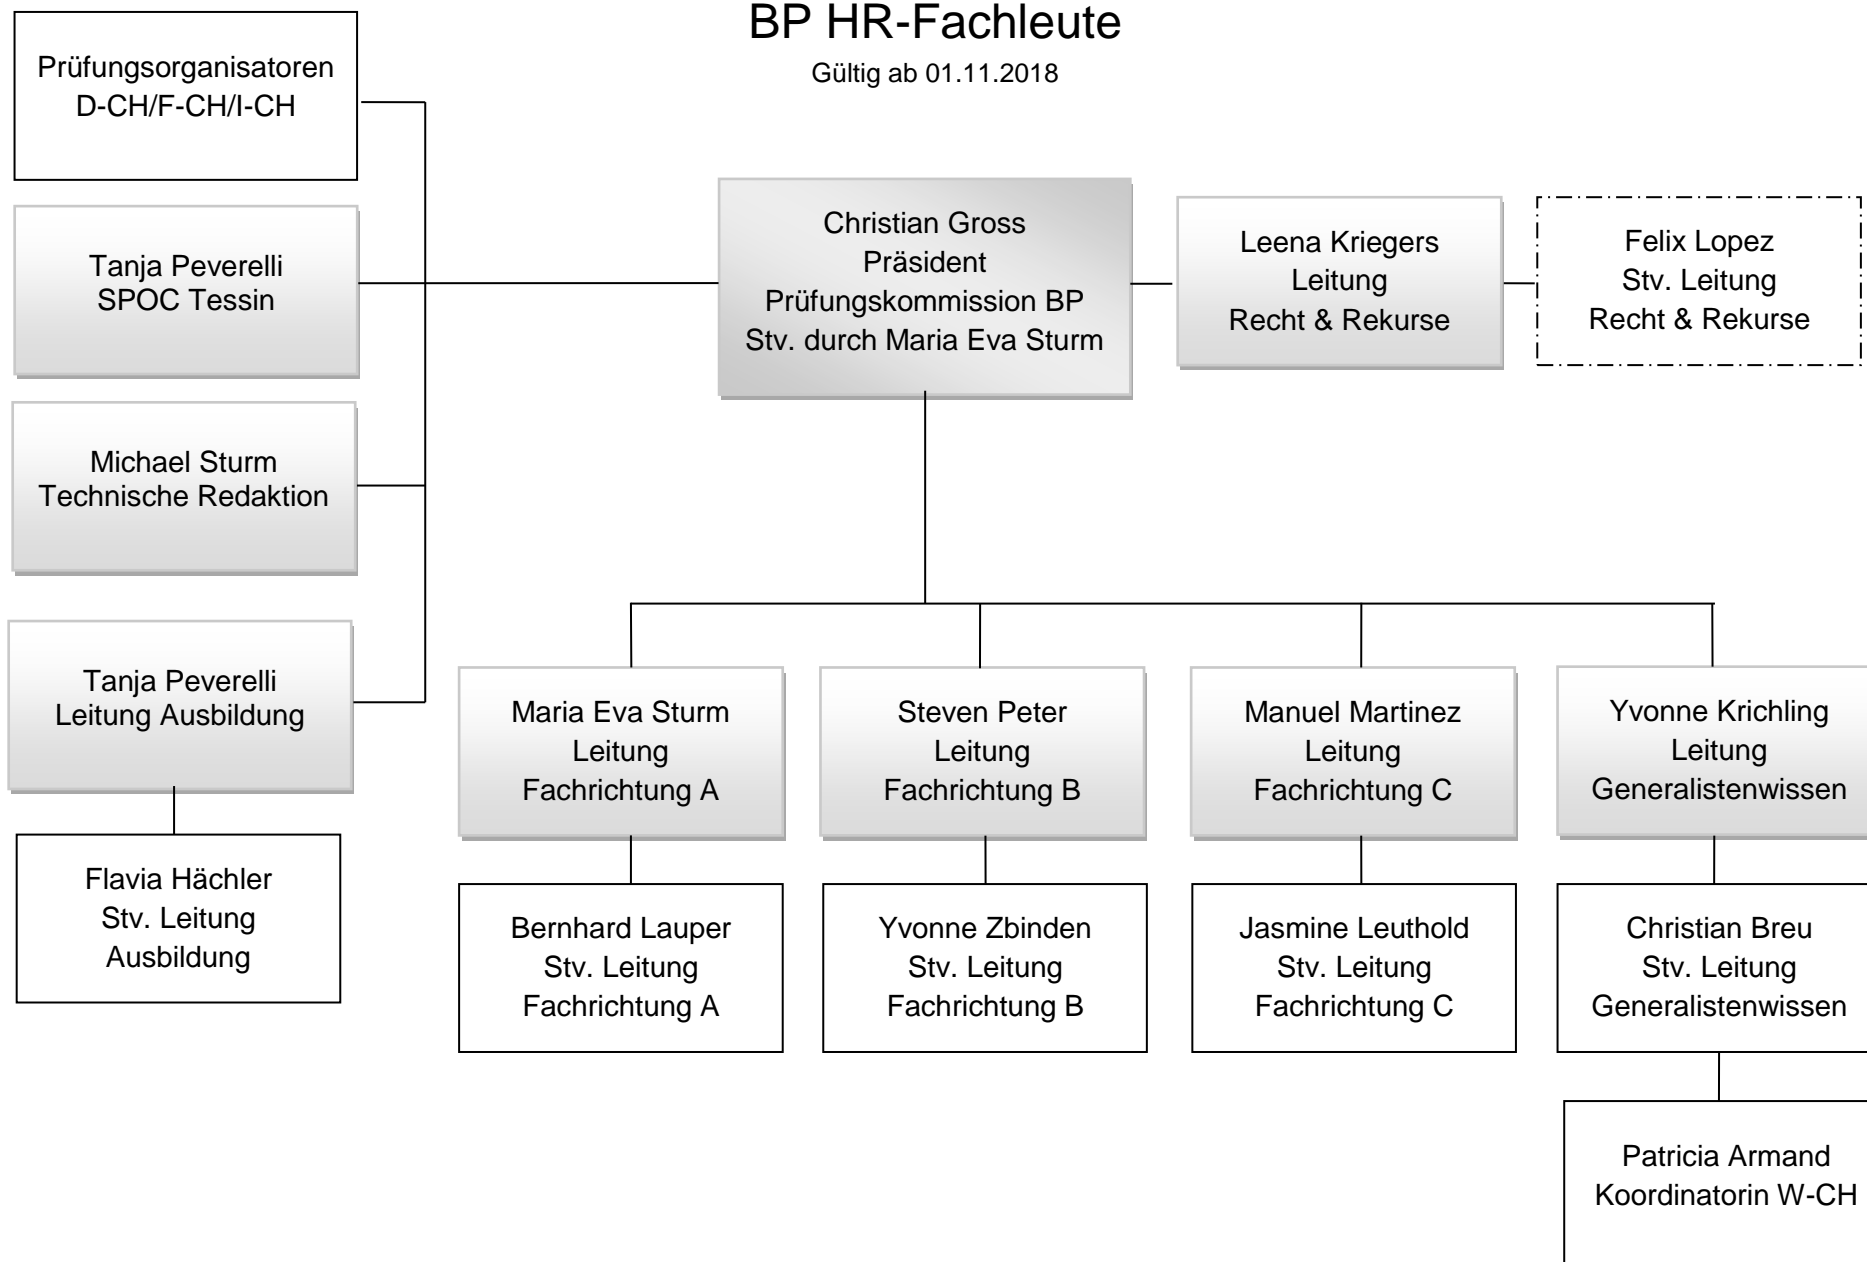 BP HR-Fachleute
Gültig ab 01.11.2018
Prüfungsorganisatoren
D-CH/F-CH/I-CH
Tanja Peverelli
SPOC Tessin
Michael Sturm
Technische Redaktion
Tanja Peverelli
Leitung Ausbildung
Flavia Hächler
Stv. Leitung
Ausbildung
Christian Gross
Präsident
Prüfungskommission BP
Stv. durch Maria Eva Sturm
Leena Kriegers
Leitung
Recht & Rekurse
Felix Lopez
Stv. Leitung
Recht & Rekurse
Maria Eva Sturm
Leitung
Fachrichtung A
Bernhard Lauper
Stv. Leitung
Fachrichtung A
Steven Peter
Leitung
Fachrichtung B
Yvonne Zbinden
Stv. Leitung
Fachrichtung B
Manuel Martinez
Leitung
Fachrichtung C
Jasmine Leuthold
Stv. Leitung
Fachrichtung C
Yvonne Krichling
Leitung
Generalistenwissen
Christian Breu
Stv. Leitung
Generalistenwissen
Patricia Armand
Koordinatorin W-CH